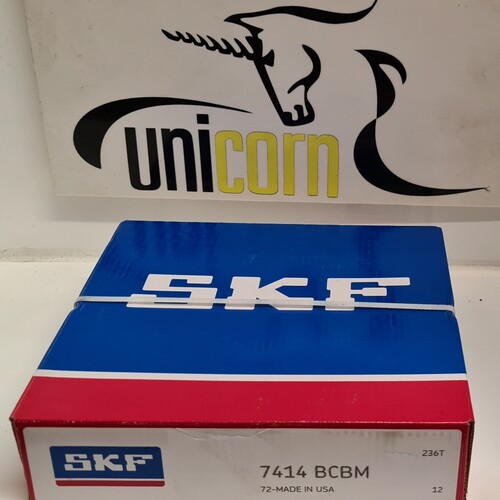 unicorn
SKF
236T
SKF
7414 BCBM
72-MADE IN USA
12